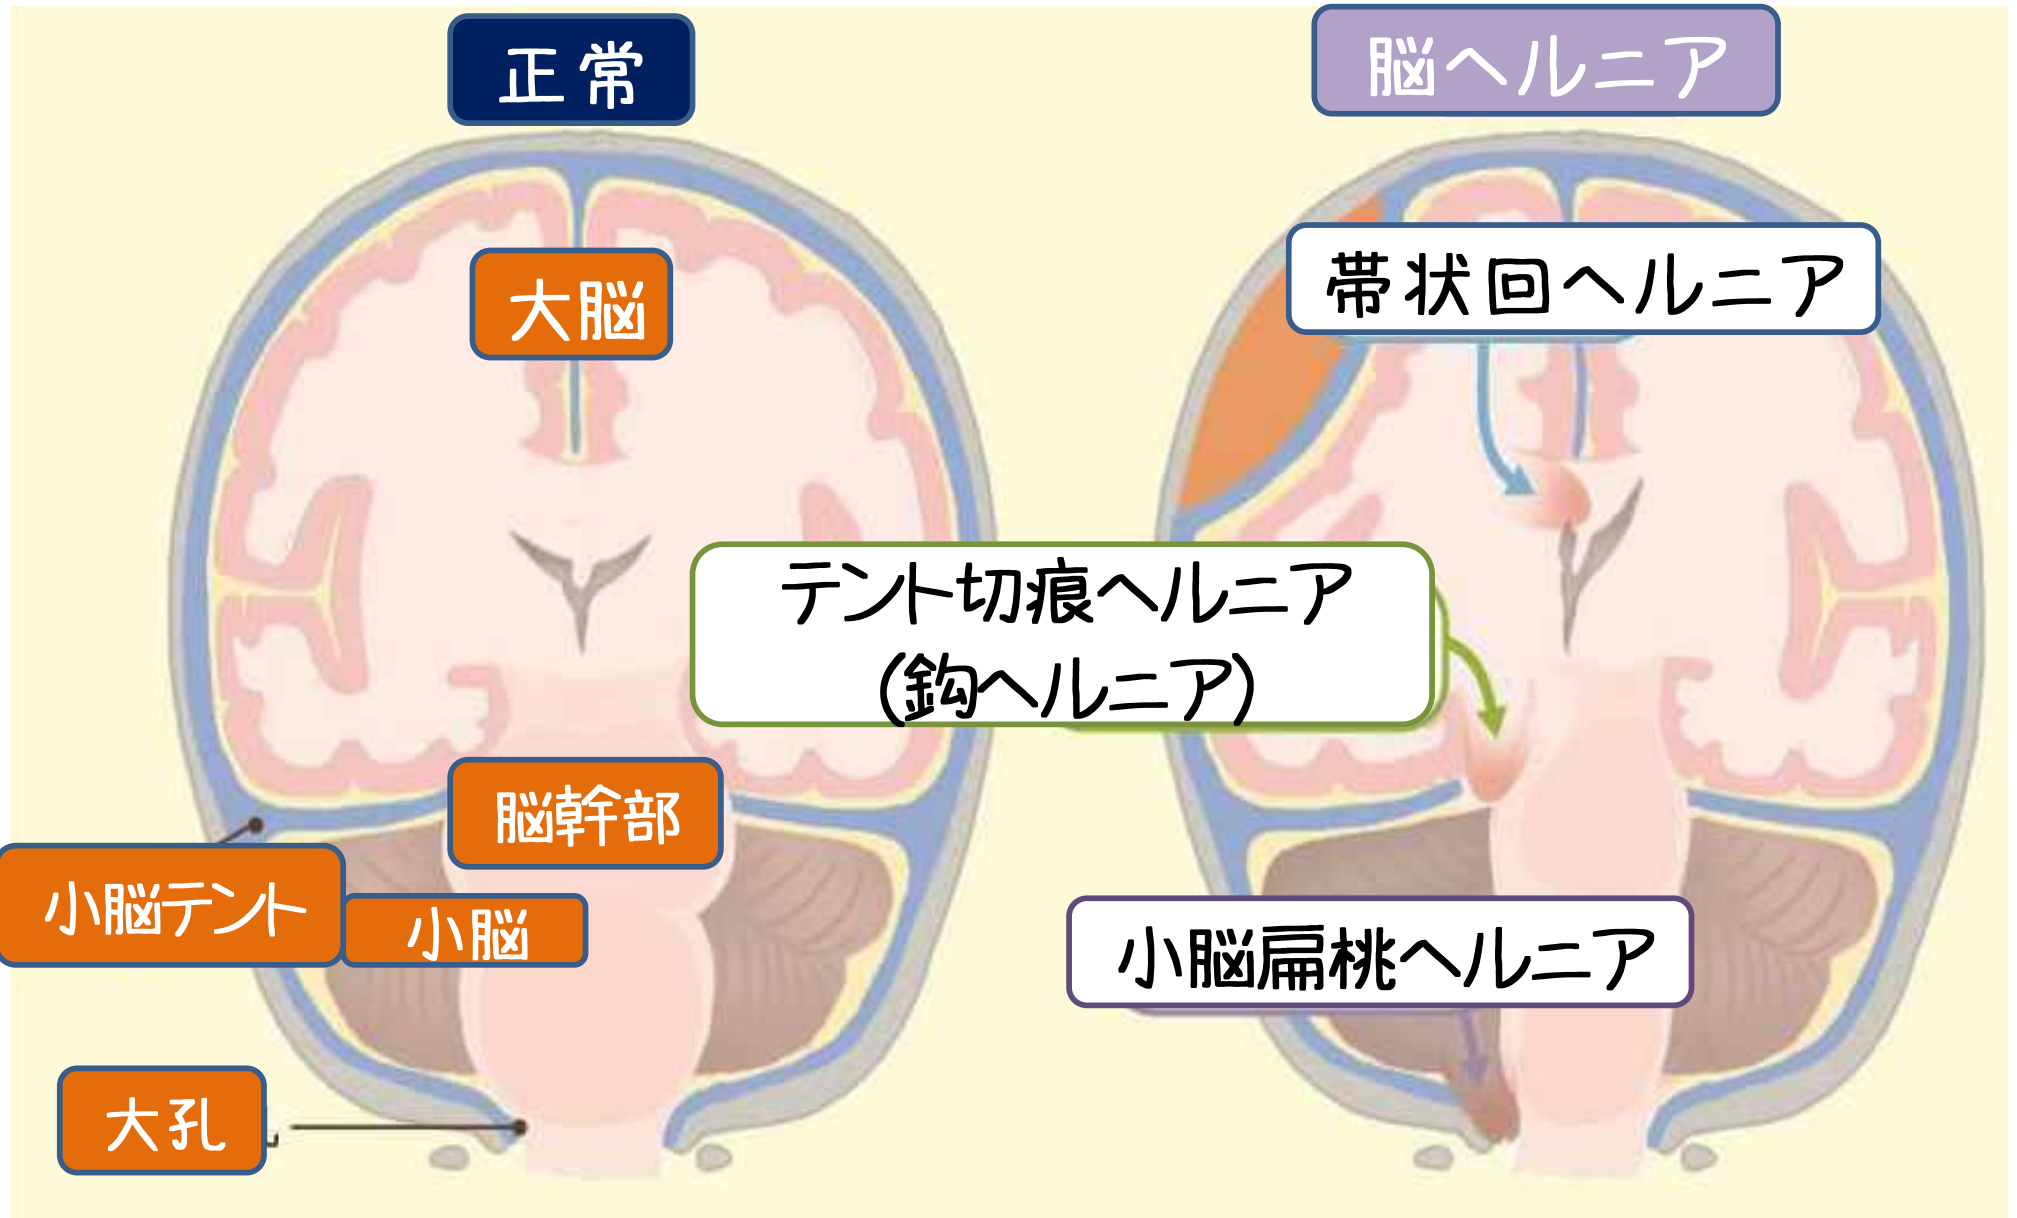 正常
脳ヘルニア
大脳
帯状回ヘルニア
テント切痕ヘルニア
(鈎ヘルニア)
脳幹部
小脳テント
小脳
小脳扁桃ヘルニア
大孔